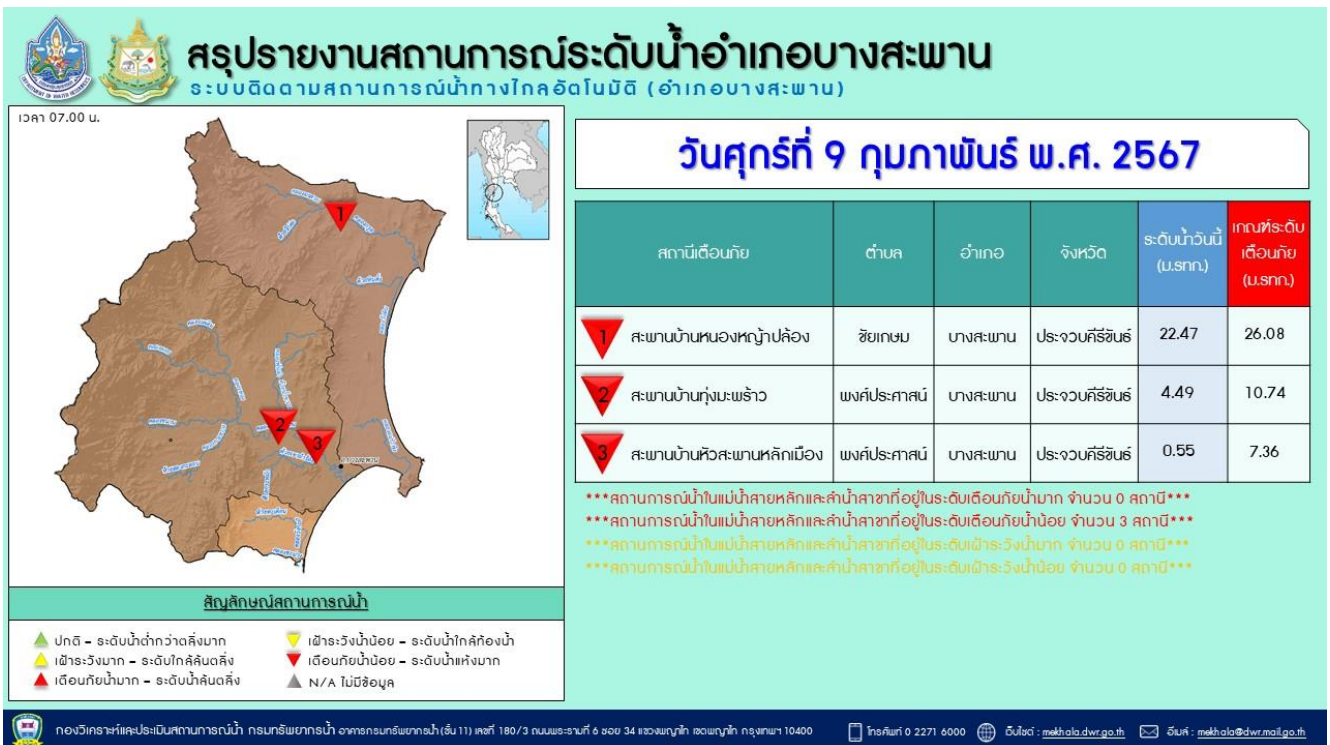 สรุปรายงานสถานการณ์ระดับน้ำอำเภอบางสะพาน
ระบบติดตามสถานการณ์น้ำทางไกลอัตโนมัติ (อำเภอบางสะพาน)
เวลา 07.00 น.
1
2
3
วันศุกร์ที่ 9 กุมภาพันธ์ พ.ศ. 2567
สถานีเตือนภัย ตำบล อำเภอ จังหวัด ระดับน้ำวันนี้ (ม.รทก.) เกณฑ์ระดับเตือนภัย (ม.รทก.)
1 สะพานบ้านหนองหญ้าปล้อง ชัยเกษม บางสะพาน ประจวบคีรีขันธ์ 22.47 26.08
2 สะพานบ้านทุ่งมะพร้าว พงศ์ประศาสน์ บางสะพาน ประจวบคีรีขันธ์ 4.49 10.74
3 สะพานบ้านหัวสะพานหลักเมือง พงศ์ประศาสน์ บางสะพาน ประจวบคีรีขันธ์ 0.55 7.36
***สถานการณ์น้ำในแม่น้ำสายหลักและลำน้ำสาขาที่อยู่ในระดับเตือนภัยน้ำมาก จำนวน 0 สถานี***
***สถานการณ์น้ำในแม่น้ำสายหลักและลำน้ำสาขาที่อยู่ในระดับเตือนภัยน้ำน้อย จำนวน 3 สถานี***
***สถานการณ์น้ำในแม่น้ำสายหลักและลำน้ำสาขาที่อยู่ในระดับเฝ้าระวังน้ำมาก จำนวน 0 สถานี***
***สถานการณ์น้ำในแม่น้ำสายหลักและลำน้ำสาขาที่อยู่ในระดับเฝ้าระวังน้ำน้อย จำนวน 0 สถานี***
สัญลักษณ์สถานการณ์น้ำ
ปกติ - ระดับน้ำต่ำกว่าตลิ่งมาก
เฝ้าระวังมาก - ระดับใกล้ล้นตลิ่ง
เตือนภัยน้ำมาก - ระดับน้ำล้นตลิ่ง
เฝ้าระวังน้ำน้อย - ระดับน้ำใกล้ท้องน้ำ
เตือนภัยน้ำน้อย - ระดับน้ำแห้งมาก
N/A ไม่มีข้อมูล
กองวิเคราะห์และประเมินสถานการณ์น้ำ กรมทรัพยากรน้ำ อาคารกรมทรัพยากรน้ำ (ชั้น 11) เลขที่ 180/3 ถนนพระรามที่ 6 ซอย 34 แขวงพญาไท เขตพญาไท กรุงเทพฯ 10400 โทรศัพท์ 0 2271 6000 เว็บไซต์ : mekhala.dwr.go.th อีเมล์ : mekhala@dwr.mail.go.th